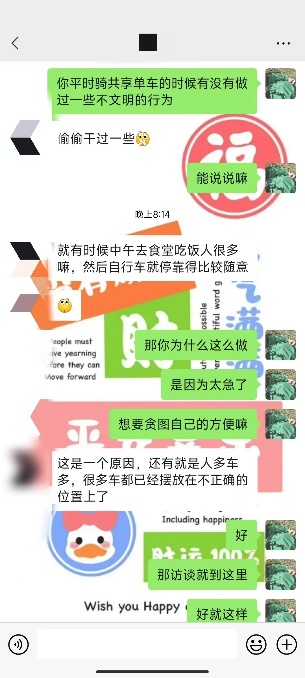 你平时骑共享单车的时候有没有做
过一些不文明的行为
偷偷干过一些
福
能说说嘛
晚上8:14
就有时候中午去食堂吃饭人很多
嘛，然后自行车就停靠得比较随意
财
People must
yearning
before they can
Move forward
possible
word
那你为什么这么做
是因为太急了
想要贪图自己的方便嘛
这是一个原因，还有就是人多车
多，很多车都已经摆放在不正确的
位置上了
好
Including happiness
财运100%
那访谈就到这里
Wish you Happy
好就这样